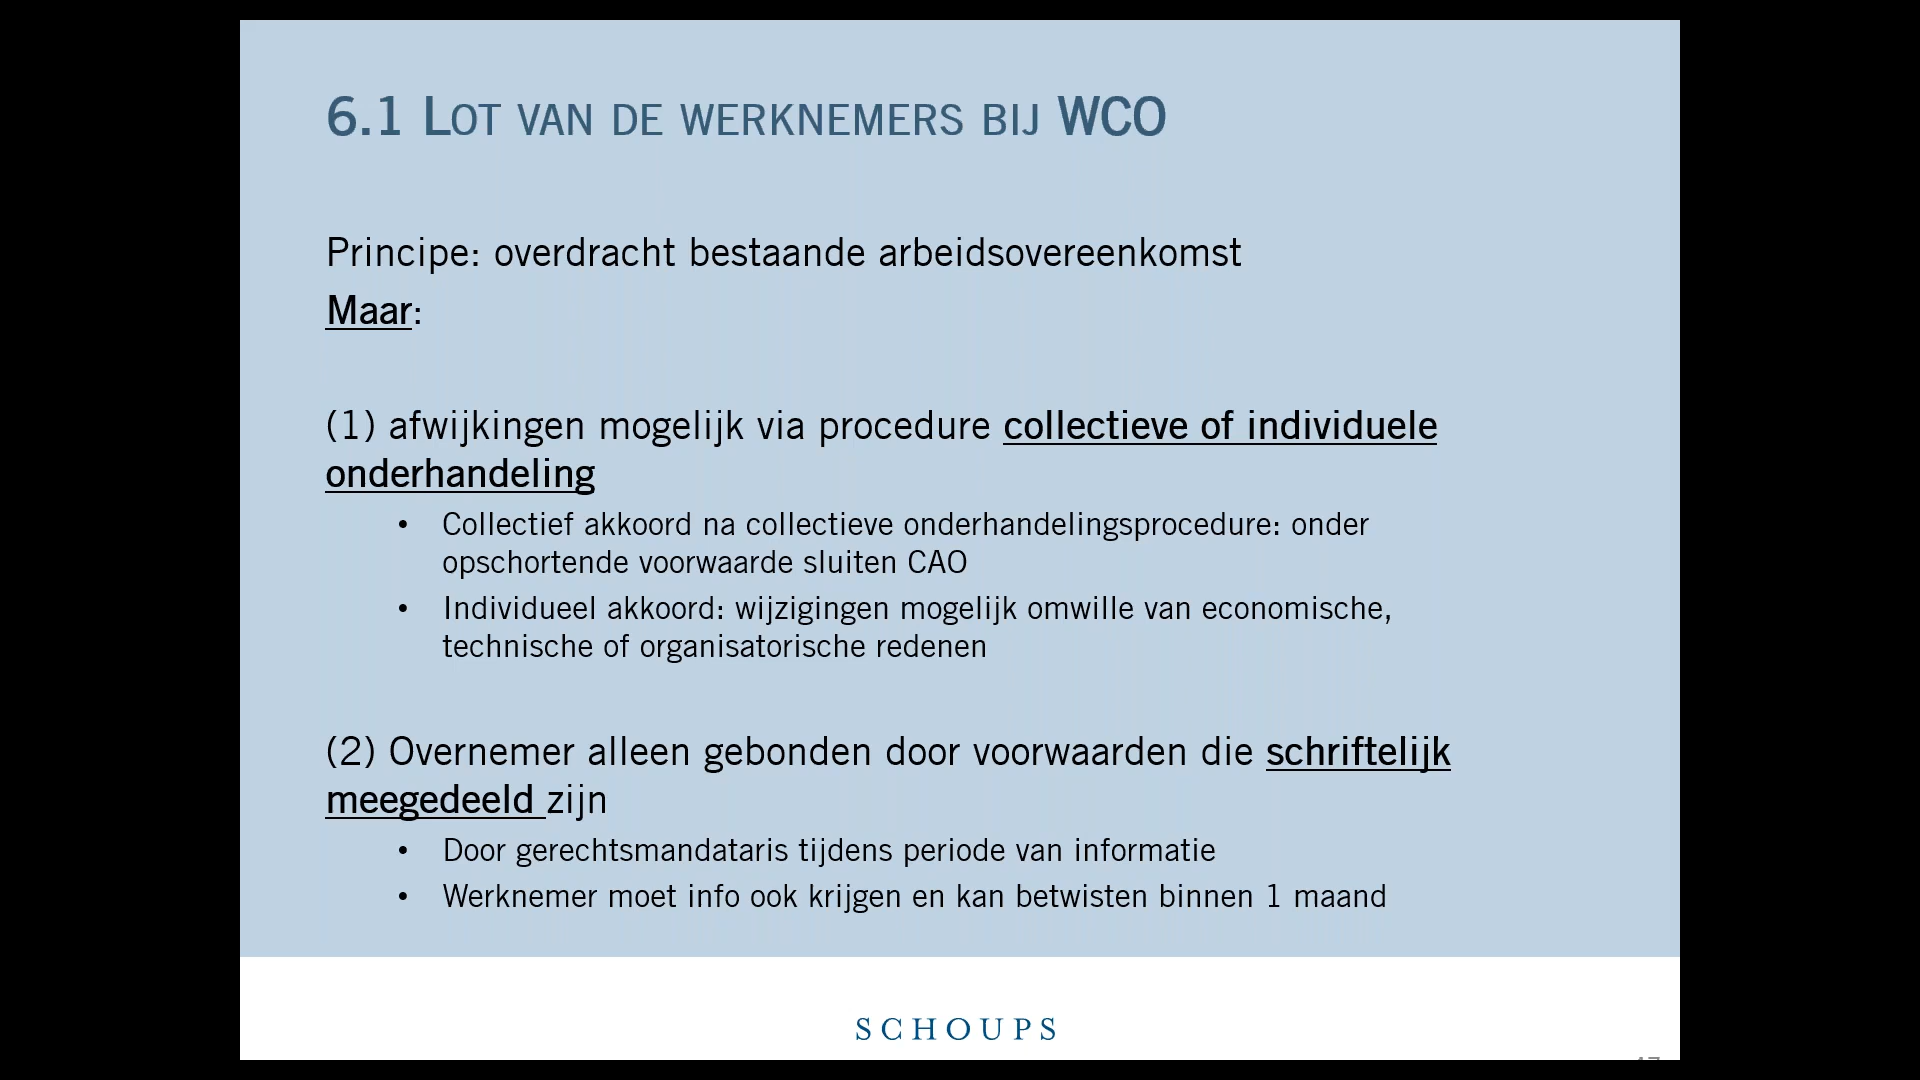 6.1 Lot van de werknemers bij WCO
Principe: overdracht bestaande arbeidsovereenkomst
Maar:
(1) afwijkingen mogelijk via procedure collectieve of individuele
onderhandeling
• Collectief akkoord na collectieve onderhandelingsprocedure: onder
opschortende voorwaarde sluiten CAO
• Individueel akkoord: wijzigingen mogelijk omwille van economische,
technische of organisatorische redenen
(2) Overnemer alleen gebonden door voorwaarden die schriftelijk
meegedeeld zijn
• Door gerechtsmandataris tijdens periode van informatie
• Werknemer moet info ook krijgen en kan betwisten binnen 1 maand
SCHOUPS